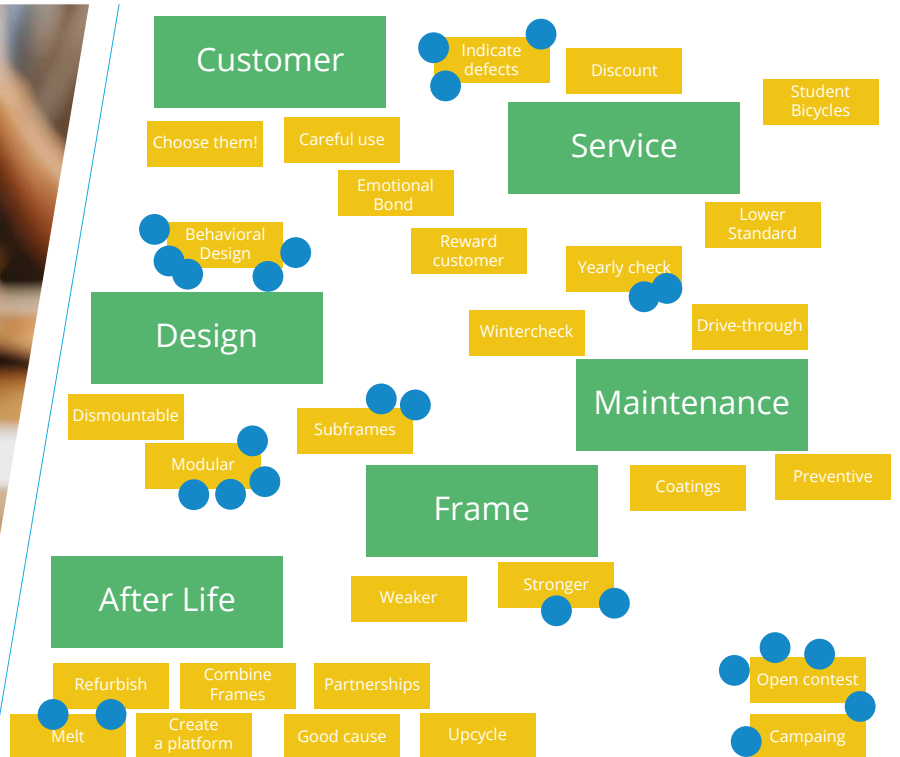 Customer
Indicate
defects
Discount
Student
Bicycles
Choose them!
Careful use
Service
Emotional
Bond
Lower
Standard
Behavioral
Design
Reward
customer
Yearly check
Design
Wintercheck
Drive-through
Maintenance
Dismountable
Subframes
Modular
Frame
Coatings
Preventive
After Life
Weaker
Stronger
Refurbish
Combine
Frames
Partnerships
Open contest
Melt
Create
a platform
Good cause
Upcycle
Campaing